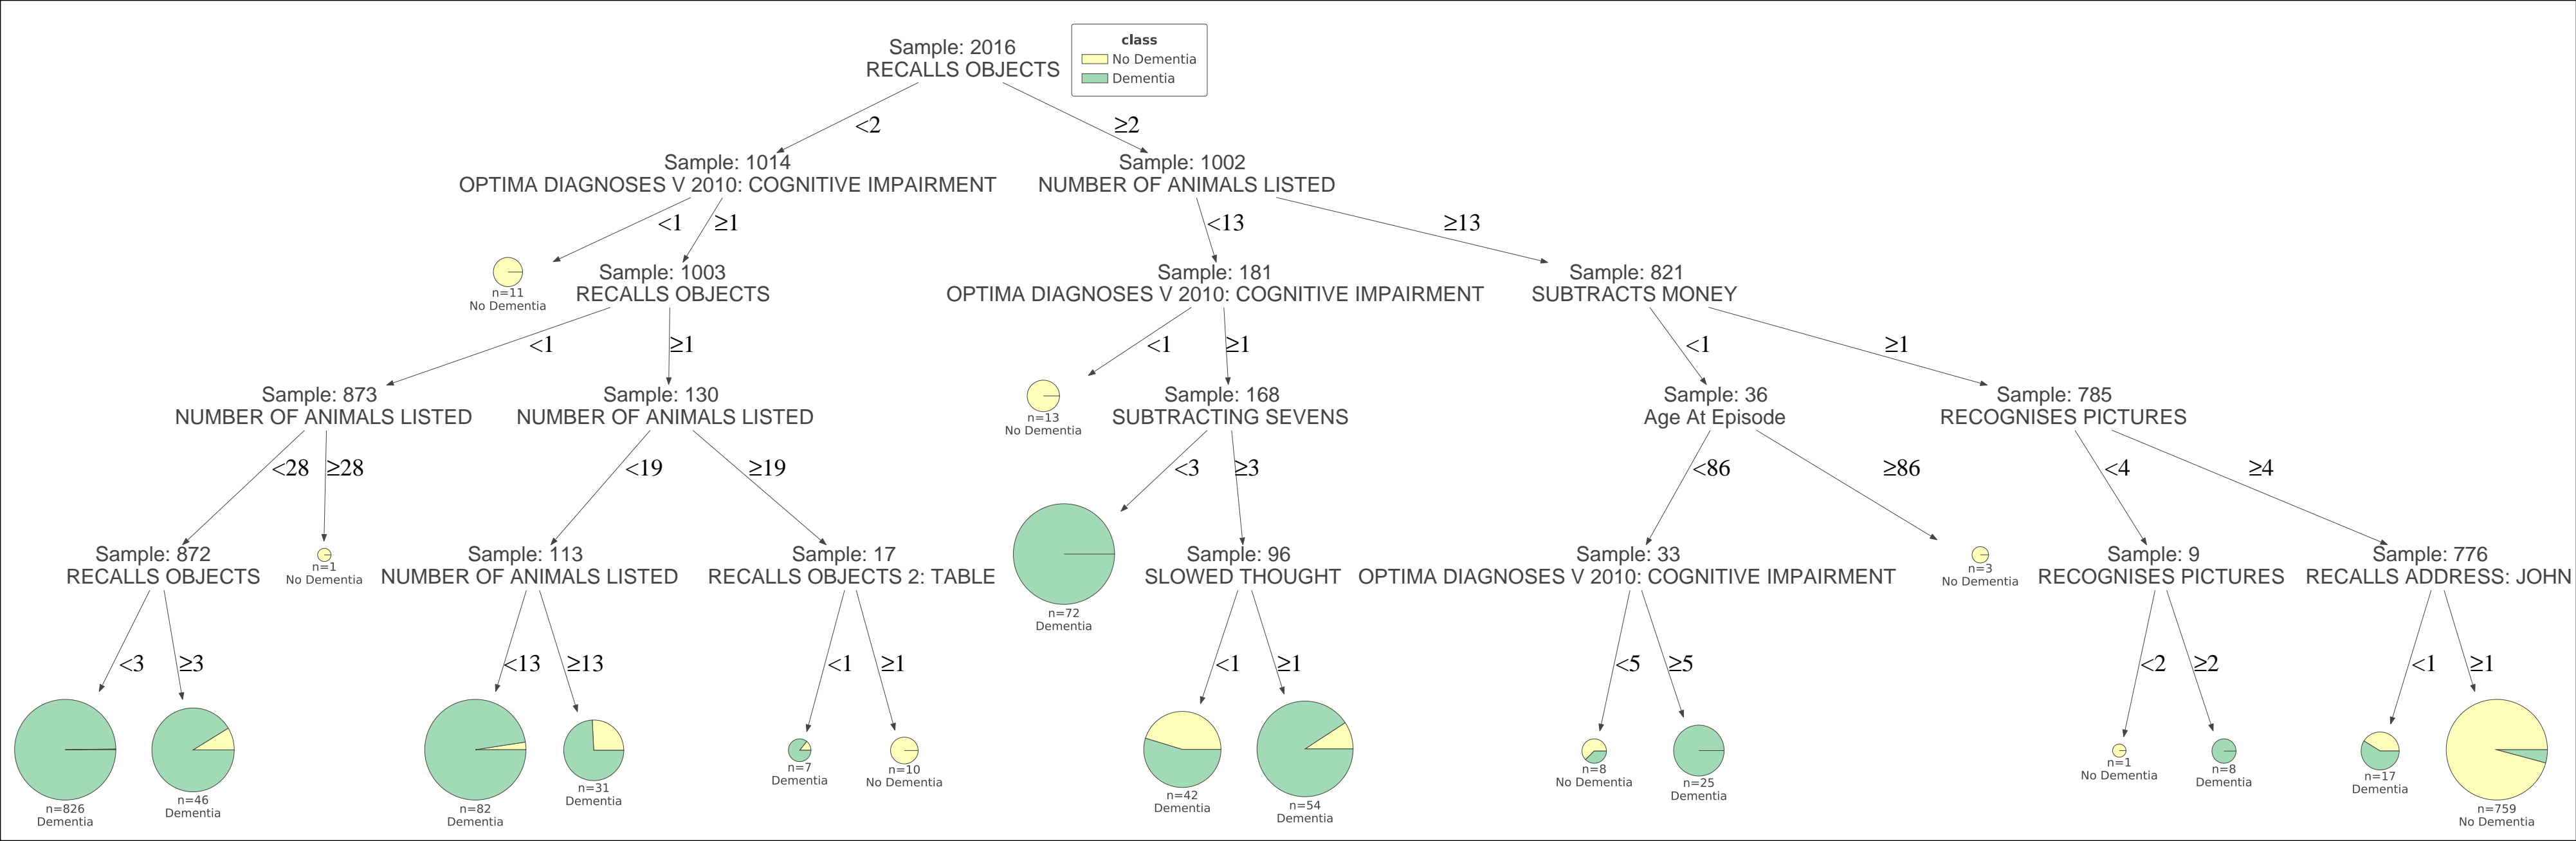 Sample: 2016
RECALLS OBJECTS
class
No Dementia
Dementia
<2
≥2
Sample: 1014
OPTIMA DIAGNOSES V 2010: COGNITIVE IMPAIRMENT
Sample: 1002
NUMBER OF ANIMALS LISTED
<1
≥1
<13
≥13
n=11
No Dementia
Sample: 1003
RECALLS OBJECTS
Sample: 181
OPTIMA DIAGNOSES V 2010: COGNITIVE IMPAIRMENT
Sample: 821
SUBTRACTS MONEY
<1
≥1
<1
≥1
<1
≥1
Sample: 873
NUMBER OF ANIMALS LISTED
Sample: 130
NUMBER OF ANIMALS LISTED
n=13
No Dementia
Sample: 168
SUBTRACTING SEVENS
Sample: 36
Age At Episode
Sample: 785
RECOGNISES PICTURES
<28
≥28
<19
≥19
<3
≥3
<86
≥86
<4
≥4
Sample: 872
RECALLS OBJECTS
n=1
No Dementia
Sample: 113
NUMBER OF ANIMALS LISTED
Sample: 17
RECALLS OBJECTS 2: TABLE
n=72
Dementia
Sample: 96
SLOWED THOUGHT
Sample: 33
OPTIMA DIAGNOSES V 2010: COGNITIVE IMPAIRMENT
n=3
No Dementia
Sample: 9
RECOGNISES PICTURES
Sample: 776
RECALLS ADDRESS: JOHN
<3
≥3
<13
≥13
<1
≥1
<1
≥1
<5
≥5
<2
≥2
<1
≥1
n=826
Dementia
n=46
Dementia
n=82
Dementia
n=31
Dementia
n=7
Dementia
n=10
No Dementia
n=42
Dementia
n=54
Dementia
n=8
No Dementia
n=25
Dementia
n=1
No Dementia
n=8
Dementia
n=17
Dementia
n=759
No Dementia